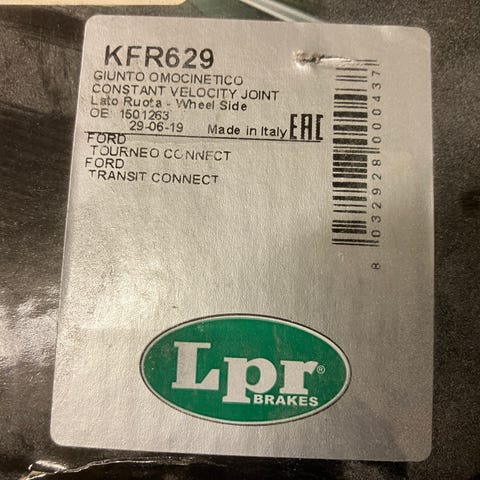 KFR629
GIUNTO OMOCINETICO
CONSTANT VELOCITY JOINT
Lato Ruota - Wheel Side
OE 1501263
29-06-19 Made in Italy EAC
FORD
TOURNEO CONNECT
FORD
TRANSIT CONNECT
8 032928 000437
Lpr®
BRAKES